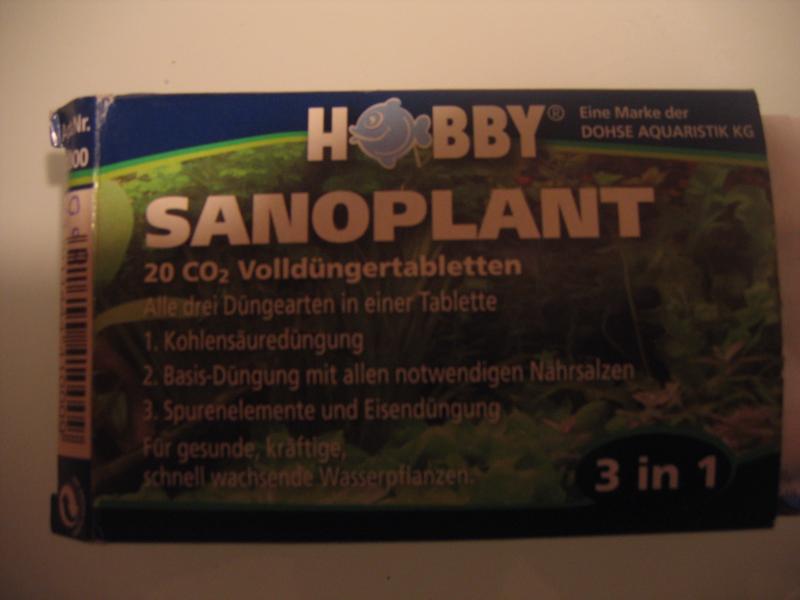 HOBBY®
Eine Marke der
DOHSE AQUARISTIK KG
SANOPLANT
20 CO₂ Volldüngertabletten
Alle drei Düngearten in einer Tablette
1. Kohlensäuredüngung
2. Basis-Düngung mit allen notwendigen Nährsalzen
3. Spurenelemente und Eisendüngung
Für gesunde, kräftige,
schnell wachsende Wasserpflanzen.
3 in 1